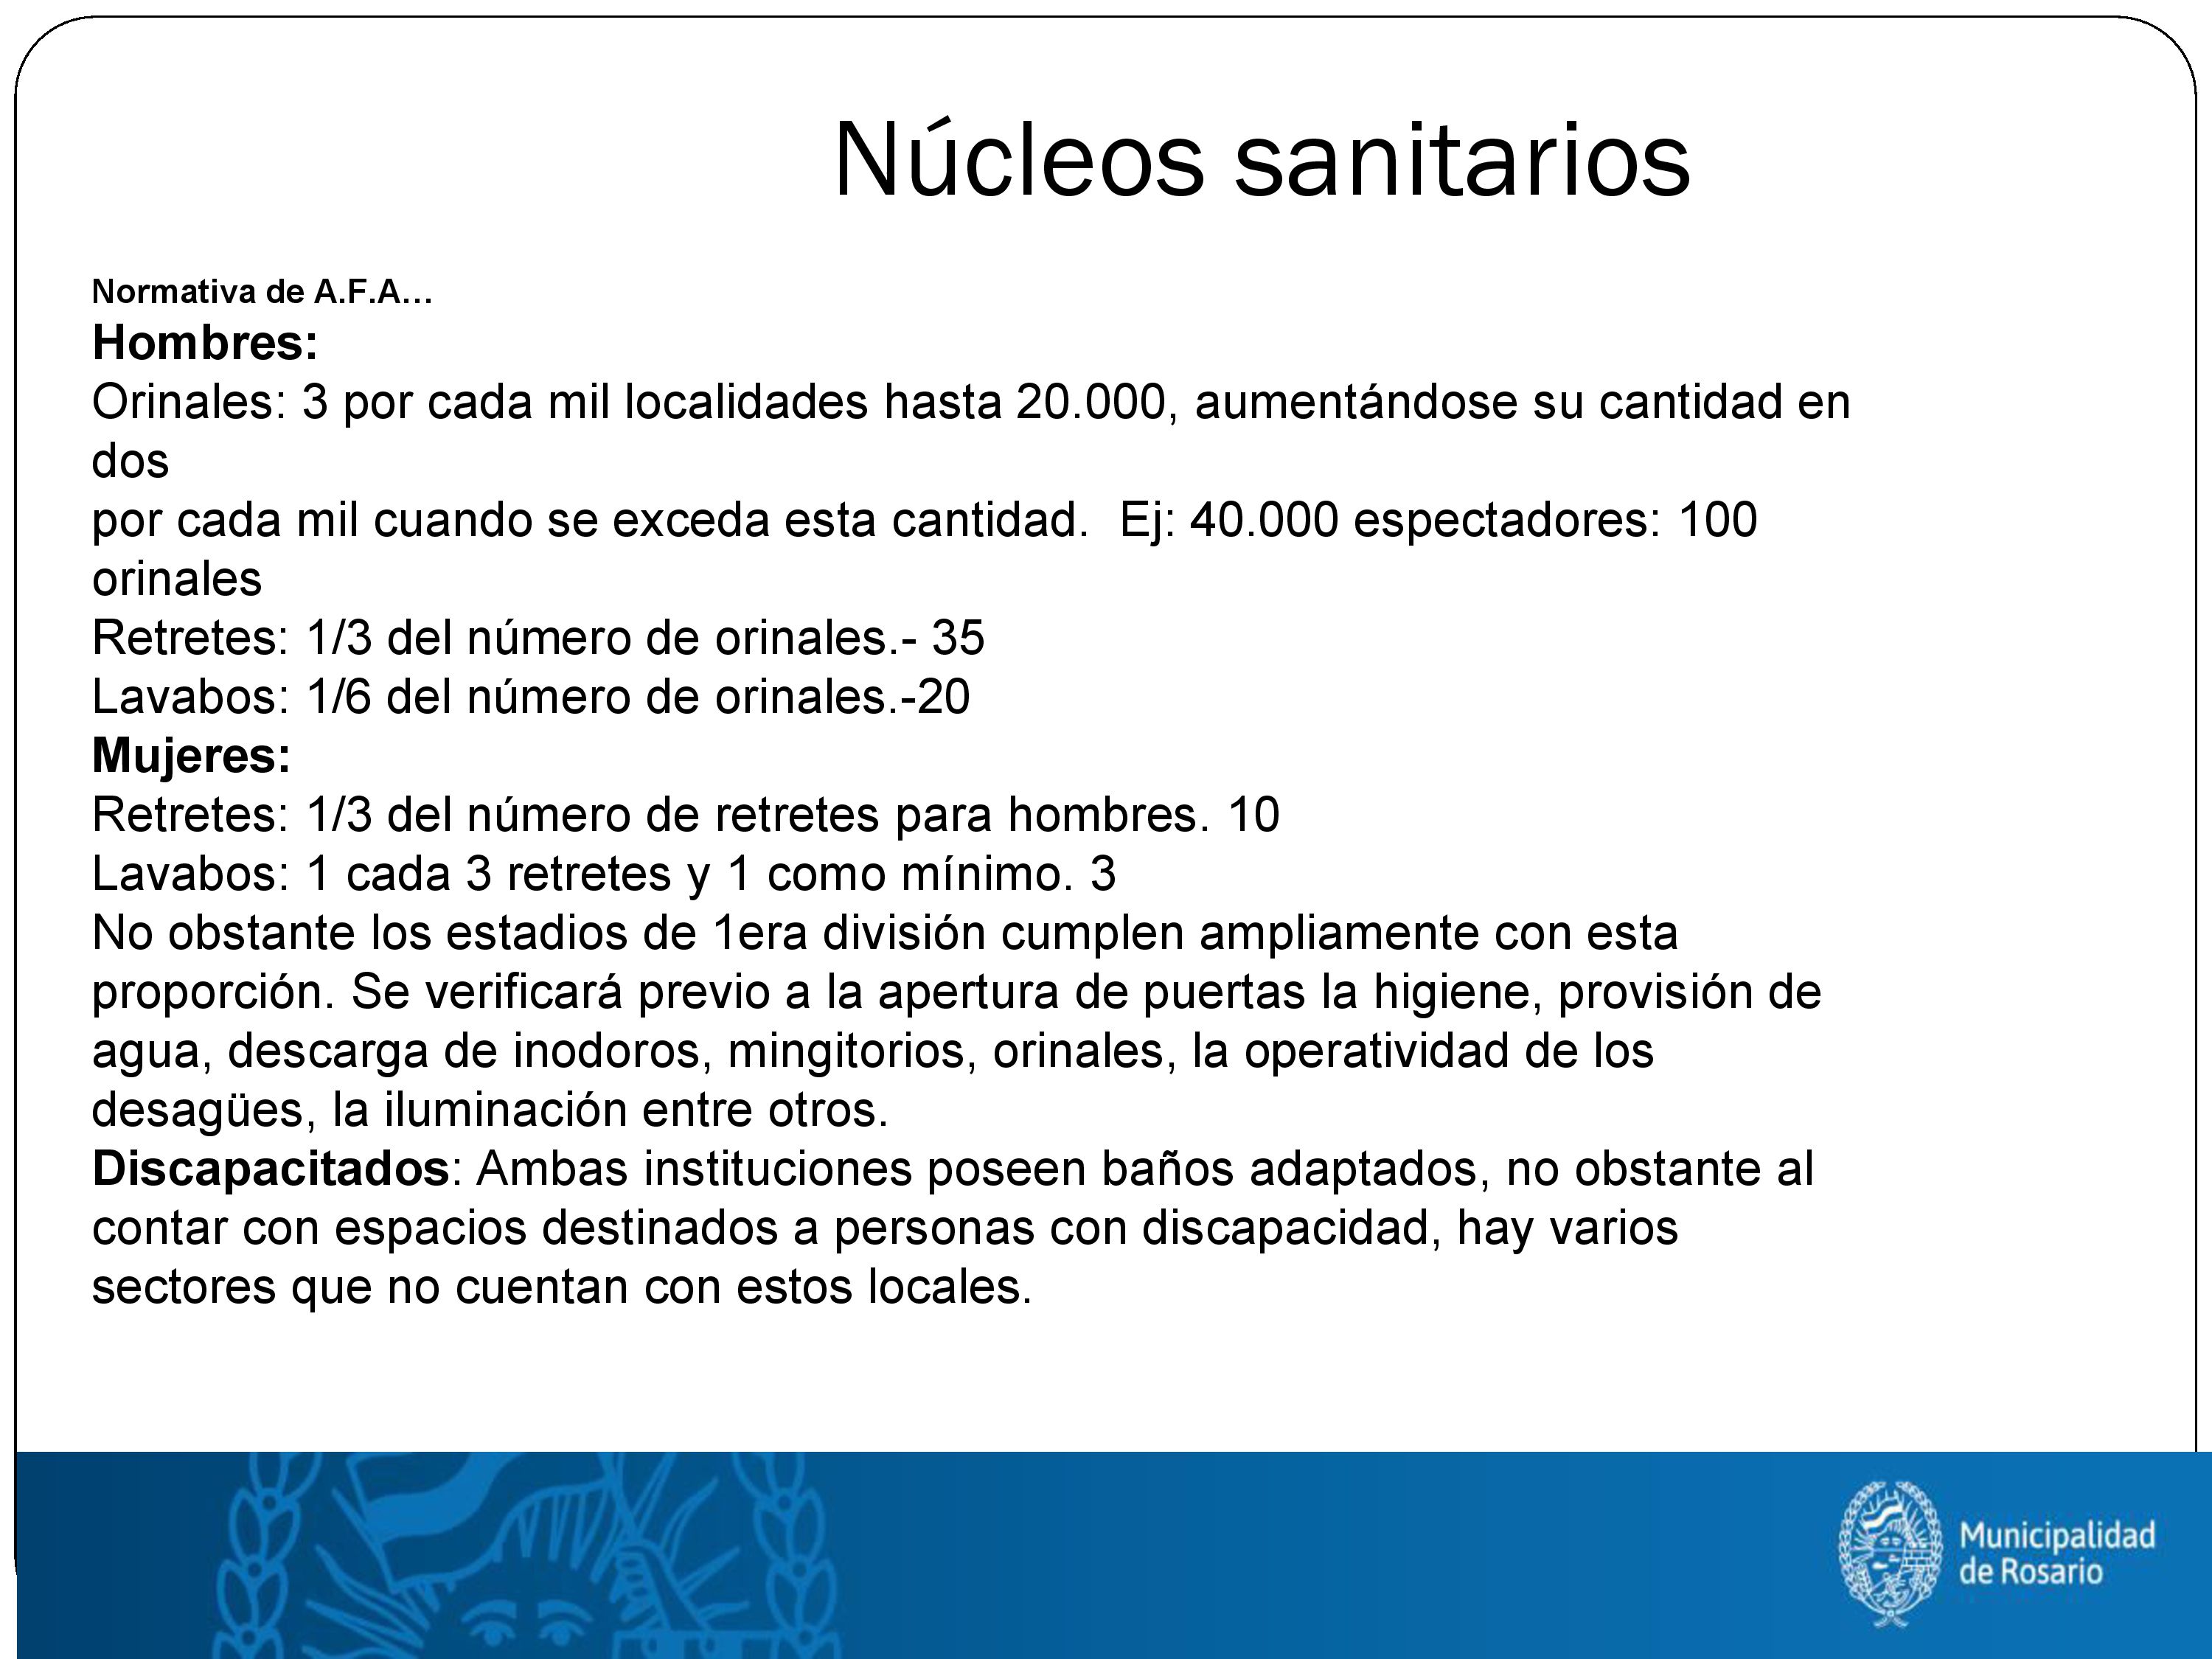 Núcleos sanitarios
Normativa de A.F.A…
Hombres:
Orinales: 3 por cada mil localidades hasta 20.000, aumentándose su cantidad en
dos
por cada mil cuando se exceda esta cantidad.  Ej: 40.000 espectadores: 100
orinales
Retretes: 1/3 del número de orinales.- 35
Lavabos: 1/6 del número de orinales.-20
Mujeres:
Retretes: 1/3 del número de retretes para hombres. 10
Lavabos: 1 cada 3 retretes y 1 como mínimo. 3
No obstante los estadios de 1era división cumplen ampliamente con esta
proporción. Se verificará previo a la apertura de puertas la higiene, provisión de
agua, descarga de inodoros, mingitorios, orinales, la operatividad de los
desagües, la iluminación entre otros.
Discapacitados: Ambas instituciones poseen baños adaptados, no obstante al
contar con espacios destinados a personas con discapacidad, hay varios
sectores que no cuentan con estos locales.
Municipalidad
de Rosario